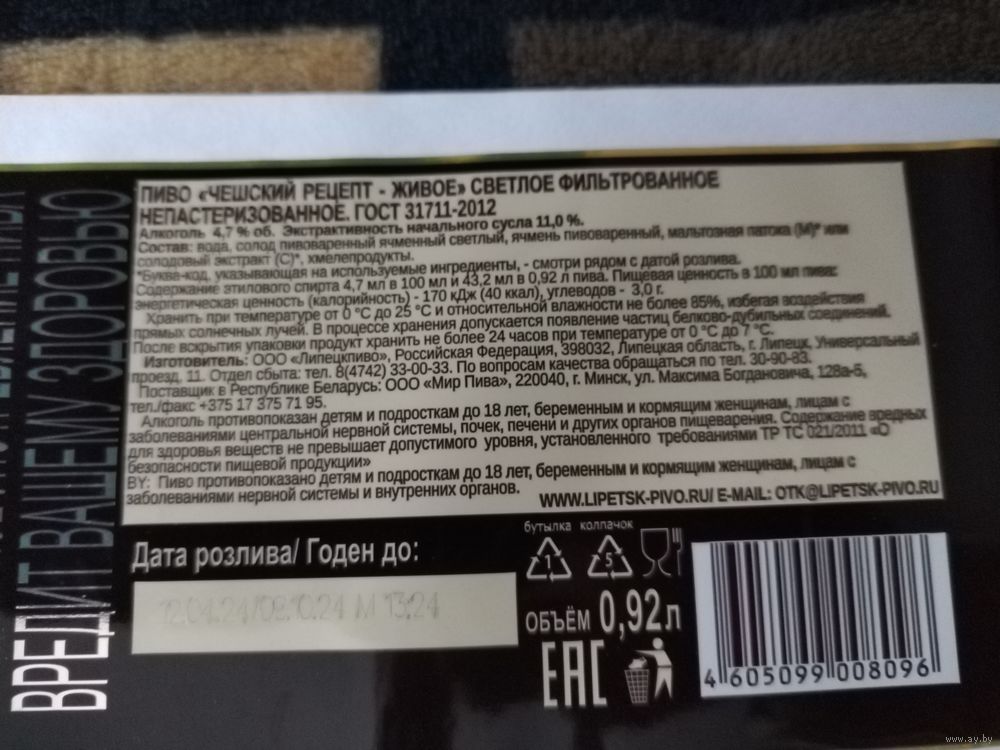 ПИВО «ЧЕШСКИЙ РЕЦЕПТ - ЖИВОЕ» СВЕТЛОЕ ФИЛЬТРОВАННОЕ
НЕПАСТЕРИЗОВАННОЕ. ГОСТ 31711-2012
Алкоголь 4,7 % об. Экстрактивность начального сусла 11,0 %.
Состав: вода, солод пивоваренный ячменный светлый, ячмень пивоваренный, мальтозная патока (М)* или
солодовый экстракт (С)*, хмелепродукты.
*Буква-код, указывающая на используемые ингредиенты, - смотри рядом с датой розлива.
Содержание этилового спирта 4,7 мл в 100 мл и 43,2 мл в 0,92 л пива. Пищевая ценность в 100 мл пива:
энергетическая ценность (калорийность) - 170 кДж (40 ккал), углеводов - 3,0 г.
Хранить при температуре от 0 °С до 25 °С и относительной влажности не более 85%, избегая воздействия
прямых солнечных лучей. В процессе хранения допускается появление частиц белково-дубильных соединений.
После вскрытия упаковки продукт хранить не более 24 часов при температуре от 0 °С до 7 °С.
Изготовитель: ООО «Липецкпиво», Российская Федерация, 398032, Липецкая область, г. Липецк, Универсальный
проезд, 11. Отдел сбыта: тел. 8(4742) 33-00-33. По вопросам качества обращаться по тел. 30-90-83.
Поставщик в Республике Беларусь: ООО «Мир Пива», 220040, г. Минск, ул. Максима Богдановича, 128а-5,
тел./факс +375 17 375 71 95.
Алкоголь противопоказан детям и подросткам до 18 лет, беременным и кормящим женщинам, лицам с
заболеваниями центральной нервной системы, почек, печени и других органов пищеварения. Содержание вредных
для здоровья веществ не превышает допустимого уровня, установленного требованиями ТР ТС 021/2011 «О
безопасности пищевой продукции»
BY: Пиво противопоказано детям и подросткам до 18 лет, беременным и кормящим женщинам, лицам с
заболеваниями нервной системы и внутренних органов.
WWW.LIPETSK-PIVO.RU/ E-MAIL: OTK@LIPETSK-PIVO.RU
ВРЕДИТ ВАШЕМУ ЗДОРОВЬЮ
Дата розлива/ Годен до:
12.04.24/09.10.24 М 13:24
бутылка колпачок
1 5
ОБЪЁМ 0,92л
ЕАС
4 605099 008096
www.ay.by